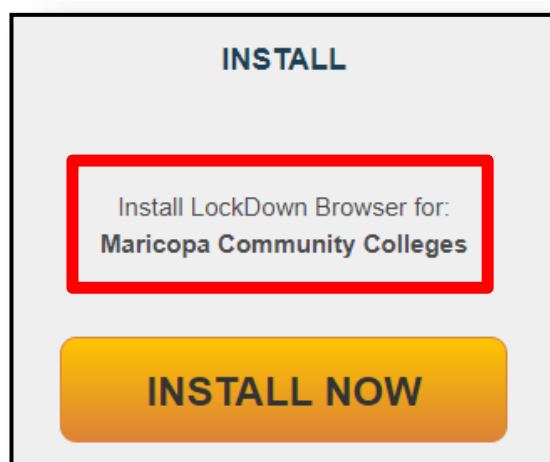 INSTALL
Install LockDown Browser for:
Maricopa Community Colleges
INSTALL NOW